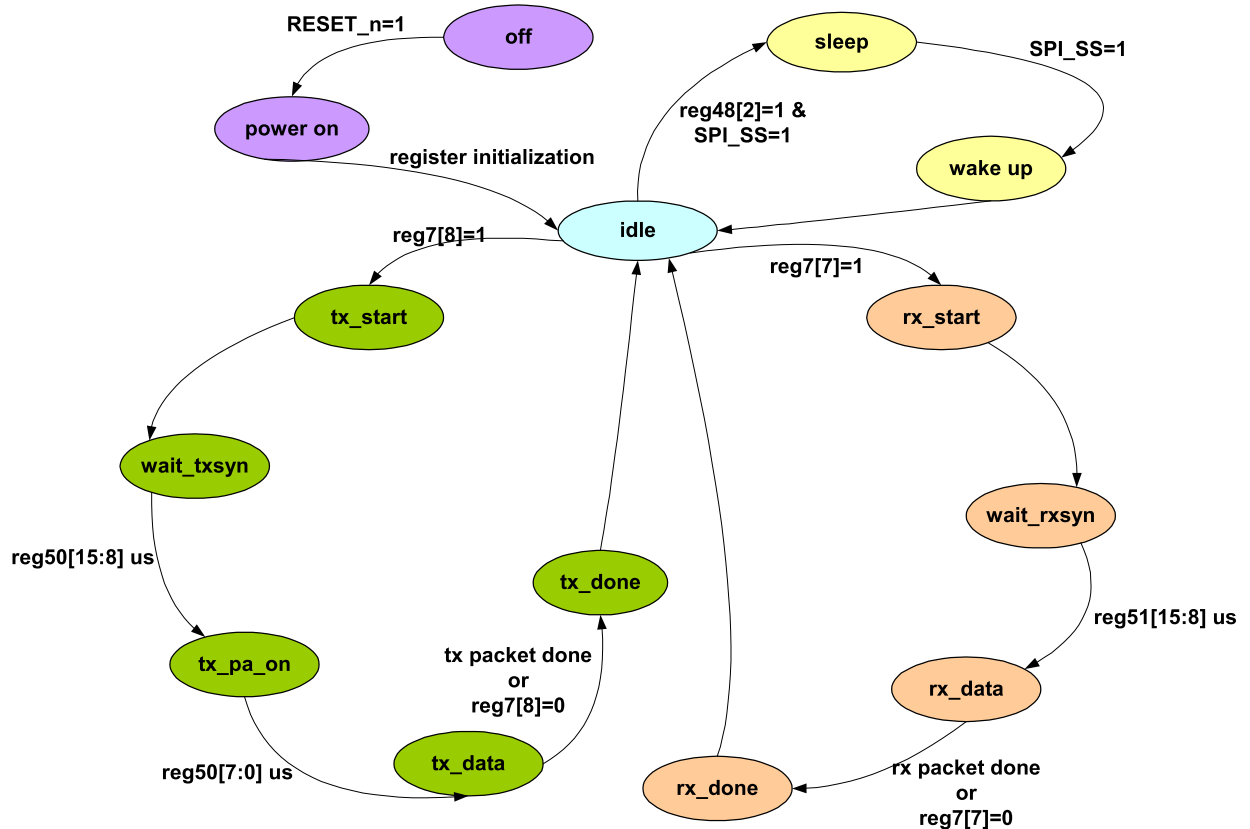 RESET_n=1
off
sleep
SPI_SS=1
reg48[2]=1 &
SPI_SS=1
power on
register initialization
wake up
idle
reg7[8]=1
reg7[7]=1
tx_start
rx_start
wait_txsyn
wait_rxsyn
reg50[15:8] us
tx_done
reg51[15:8] us
tx_pa_on
tx packet done
or
reg7[8]=0
rx_data
reg50[7:0] us
tx_data
rx_done
rx packet done
or
reg7[7]=0